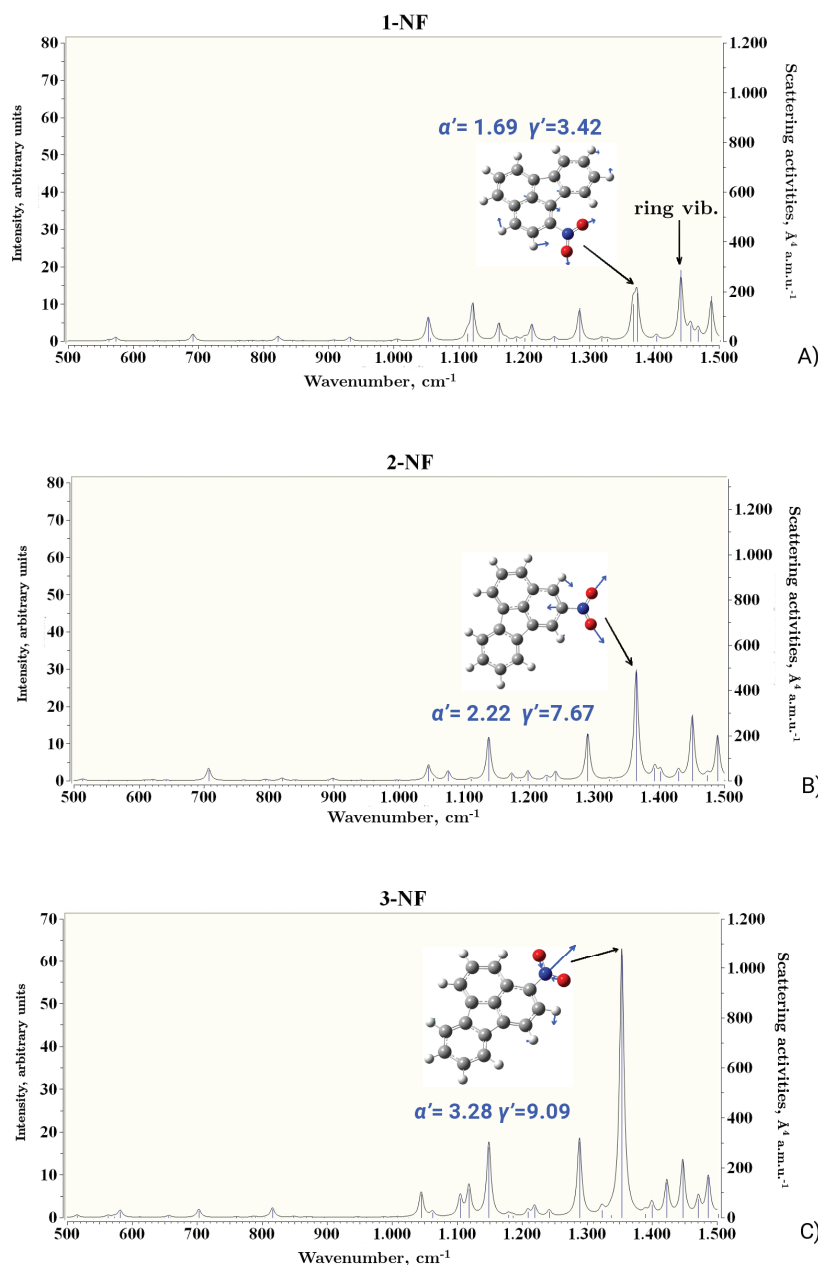 1-NF
80
70
60
50
40
30
20
10
0
Intensity, arbitrary units
1.200
1.000
800
600
400
200
0
Scattering activities, Å⁴ a.m.u.⁻¹
α’= 1.69 γ’=3.42
ring vib.
500 600 700 800 900 1.000 1.100 1.200 1.300 1.400 1.500
Wavenumber, cm⁻¹
A)
2-NF
80
70
60
50
40
30
20
10
0
Intensity, arbitrary units
1.200
1.000
800
600
400
200
0
Scattering activities, Å⁴ a.m.u.⁻¹
α’= 2.22 γ’=7.67
500 600 700 800 900 1.000 1.100 1.200 1.300 1.400 1.500
Wavenumber, cm⁻¹
B)
3-NF
70
60
50
40
30
20
10
0
Intensity, arbitrary units
1.200
1.000
800
600
400
200
0
Scattering activities, Å⁴ a.m.u.⁻¹
α’= 3.28 γ’=9.09
500 600 700 800 900 1.000 1.100 1.200 1.300 1.400 1.500
Wavenumber, cm⁻¹
C)